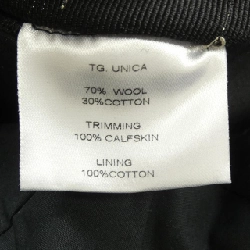 TG. UNICA
70% WOOL
30%COTTON
TRIMMING
100% CALFSKIN
LINING
100%COTTON